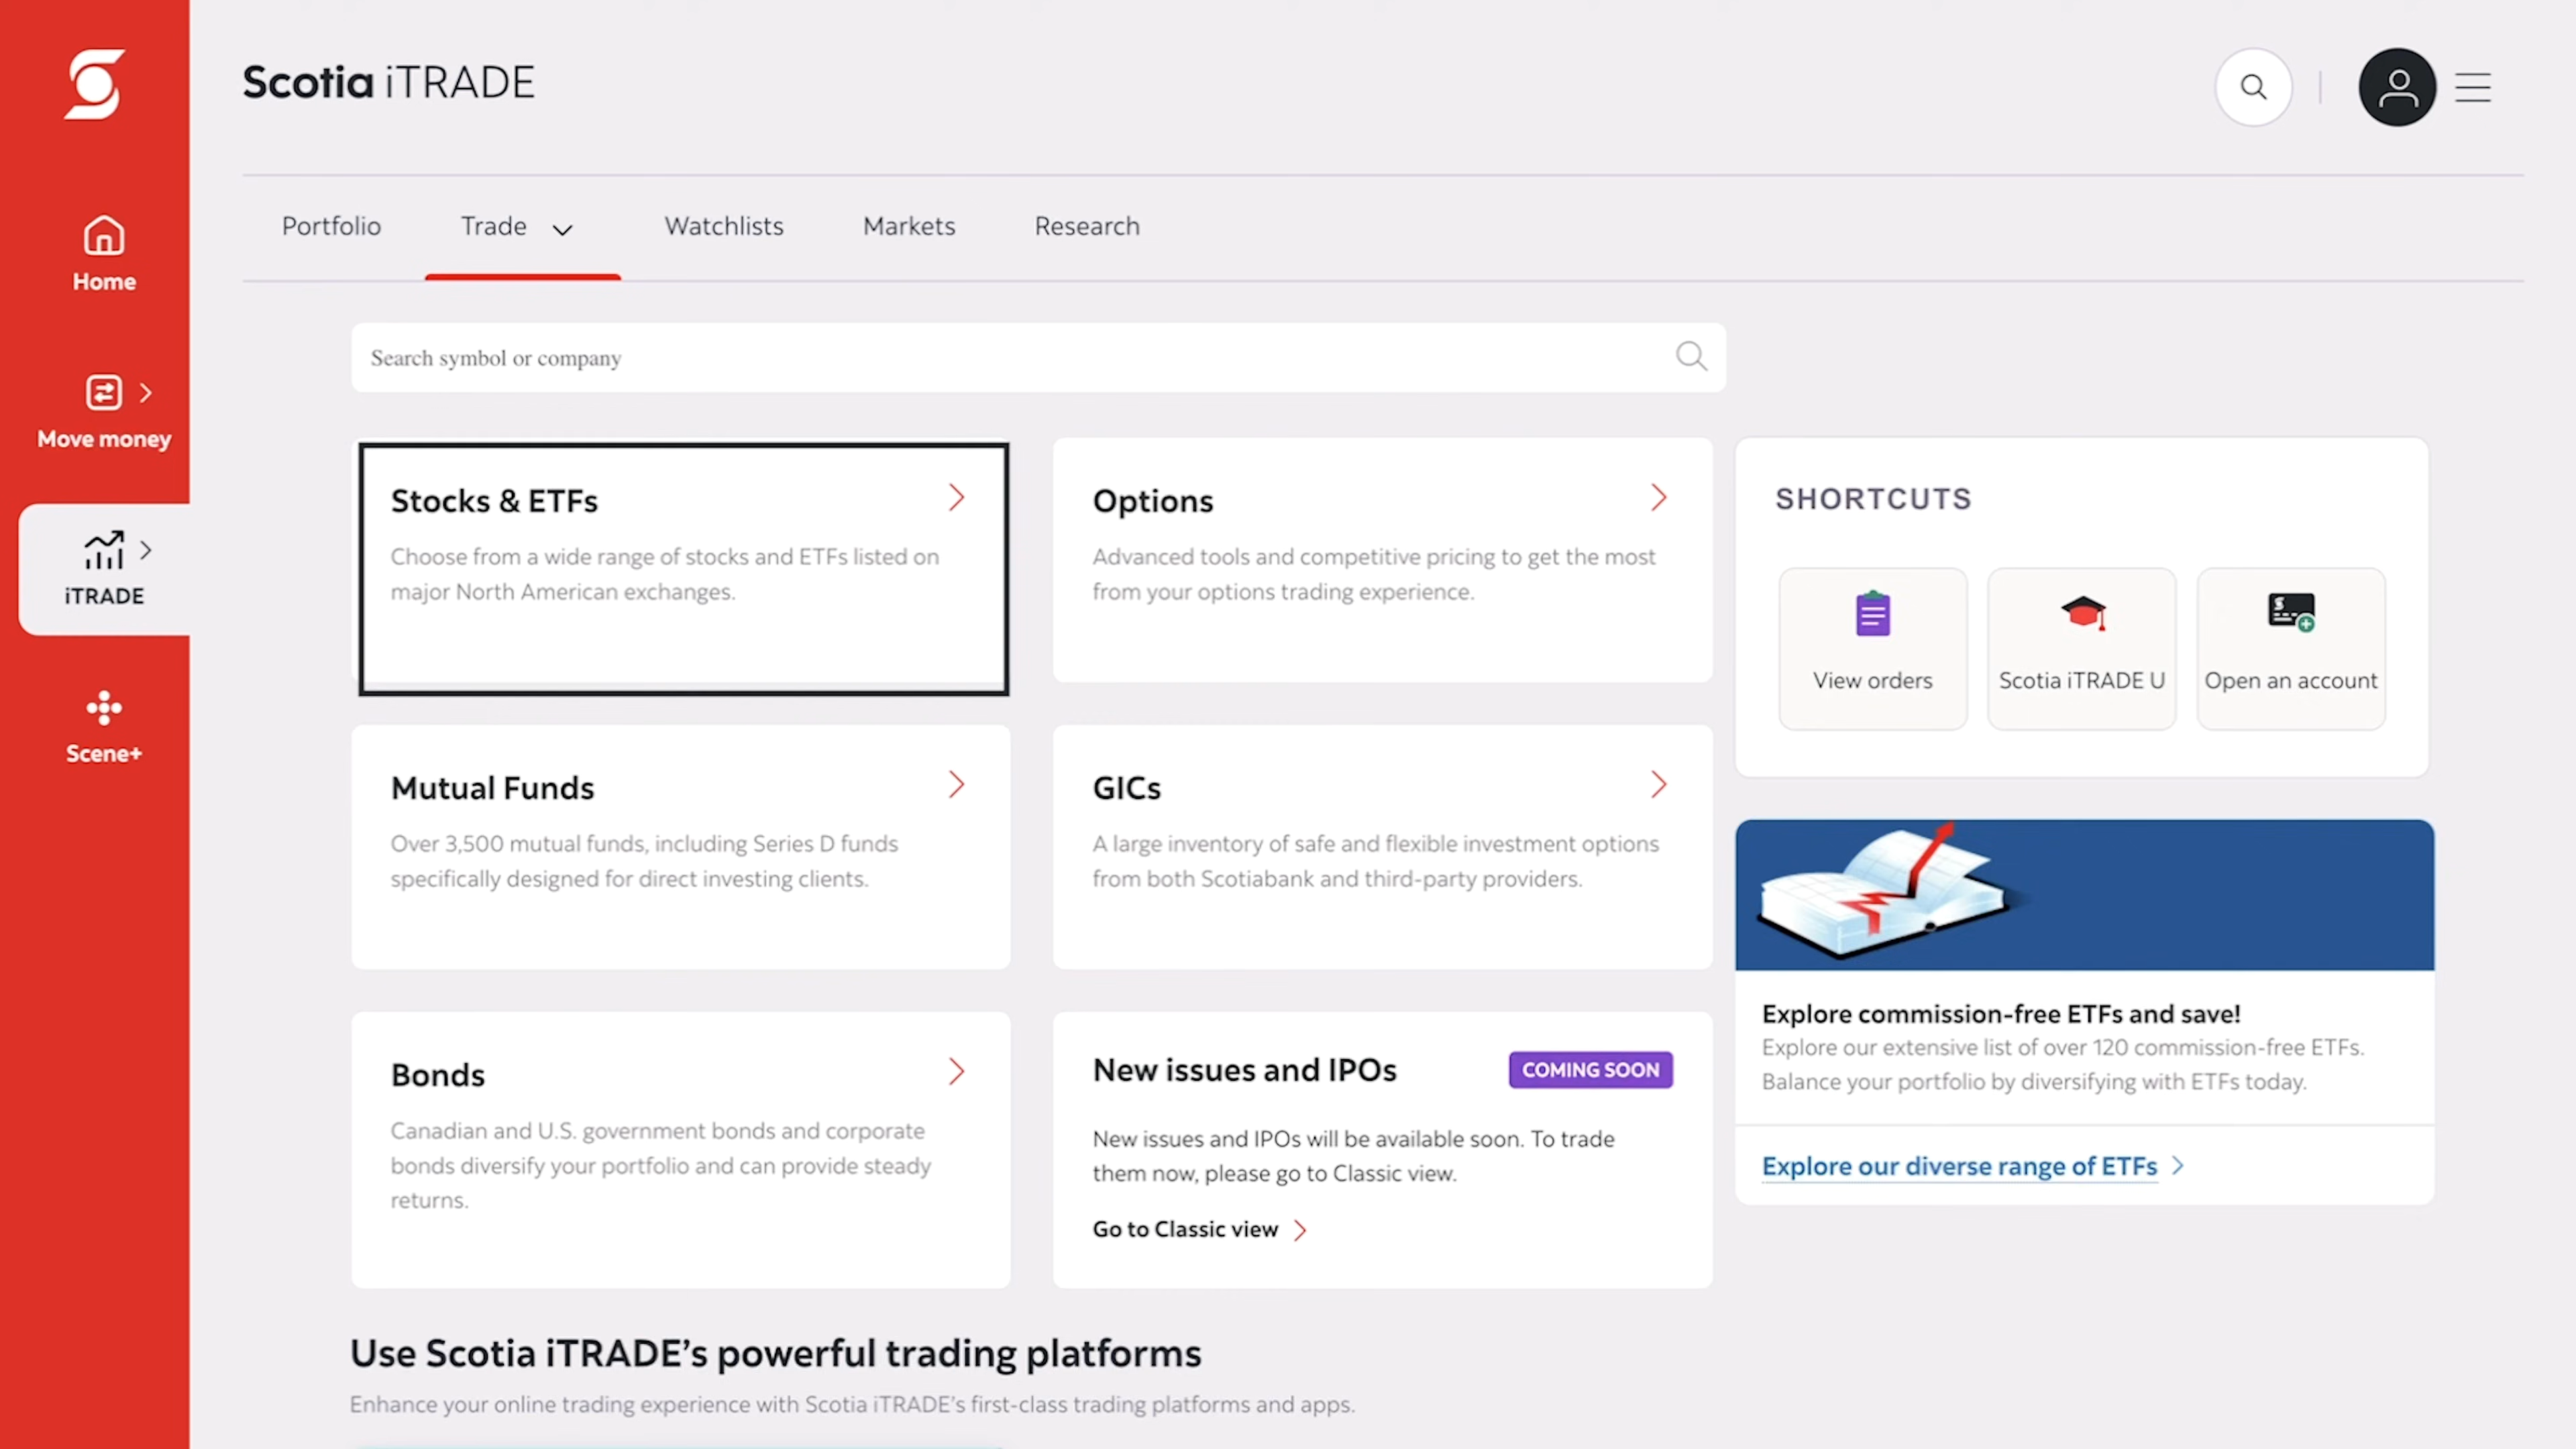 Scotia iTRADE
Home
Move money
iTRADE
Scene+
Portfolio
Trade
Watchlists
Markets
Research
Search symbol or company
Stocks & ETFs
Choose from a wide range of stocks and ETFs listed on
major North American exchanges.
Options
Advanced tools and competitive pricing to get the most
from your options trading experience.
Mutual Funds
Over 3,500 mutual funds, including Series D funds
specifically designed for direct investing clients.
GICs
A large inventory of safe and flexible investment options
from both Scotiabank and third-party providers.
Bonds
Canadian and U.S. government bonds and corporate
bonds diversify your portfolio and can provide steady
returns.
New issues and IPOs
COMING SOON
New issues and IPOs will be available soon. To trade
them now, please go to Classic view.
Go to Classic view
SHORTCUTS
View orders
Scotia iTRADE U
Open an account
Explore commission-free ETFs and save!
Explore our extensive list of over 120 commission-free ETFs.
Balance your portfolio by diversifying with ETFs today.
Explore our diverse range of ETFs
Use Scotia iTRADE’s powerful trading platforms
Enhance your online trading experience with Scotia iTRADE’s first-class trading platforms and apps.